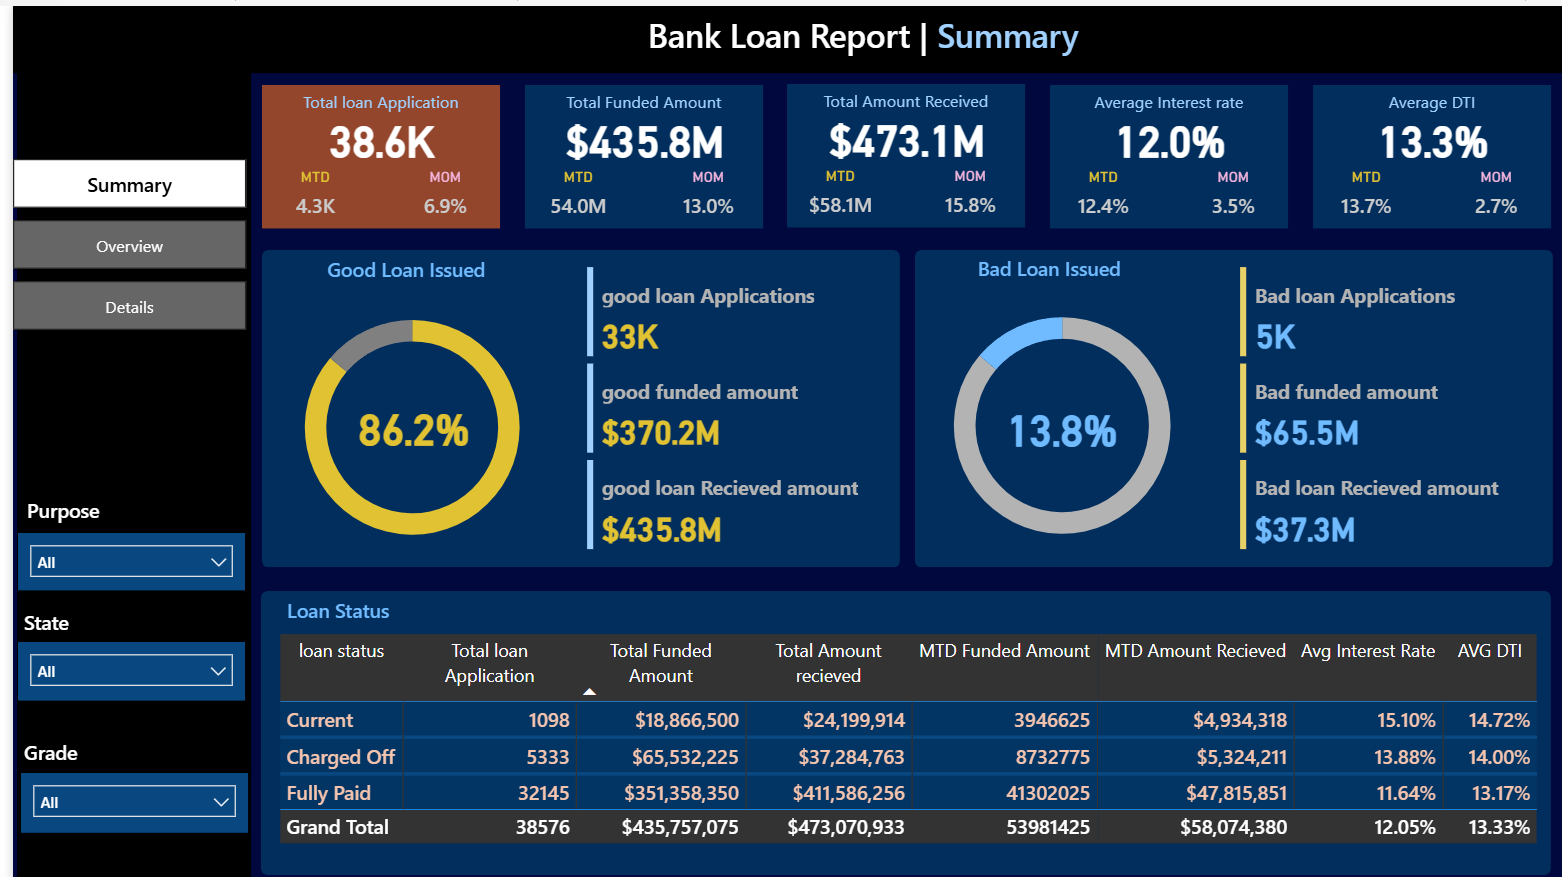 Bank Loan Report | Summary
Summary
Overview
Details
Purpose
All
State
All
Grade
All
Total loan Application
38.6K
MTD MOM
4.3K 6.9%
Total Funded Amount
$435.8M
MTD MOM
54.0M 13.0%
Total Amount Received
$473.1M
MTD MOM
$58.1M 15.8%
Average Interest rate
12.0%
MTD MOM
12.4% 3.5%
Average DTI
13.3%
MTD MOM
13.7% 2.7%
Good Loan Issued
86.2%
good loan Applications
33K
good funded amount
$370.2M
good loan Recieved amount
$435.8M
Bad Loan Issued
13.8%
Bad loan Applications
5K
Bad funded amount
$65.5M
Bad loan Recieved amount
$37.3M
Loan Status
loan status Total loan Application Total Funded Amount Total Amount recieved MTD Funded Amount MTD Amount Recieved Avg Interest Rate AVG DTI
Current 1098 $18,866,500 $24,199,914 3946625 $4,934,318 15.10% 14.72%
Charged Off 5333 $65,532,225 $37,284,763 8732775 $5,324,211 13.88% 14.00%
Fully Paid 32145 $351,358,350 $411,586,256 41302025 $47,815,851 11.64% 13.17%
Grand Total 38576 $435,757,075 $473,070,933 53981425 $58,074,380 12.05% 13.33%